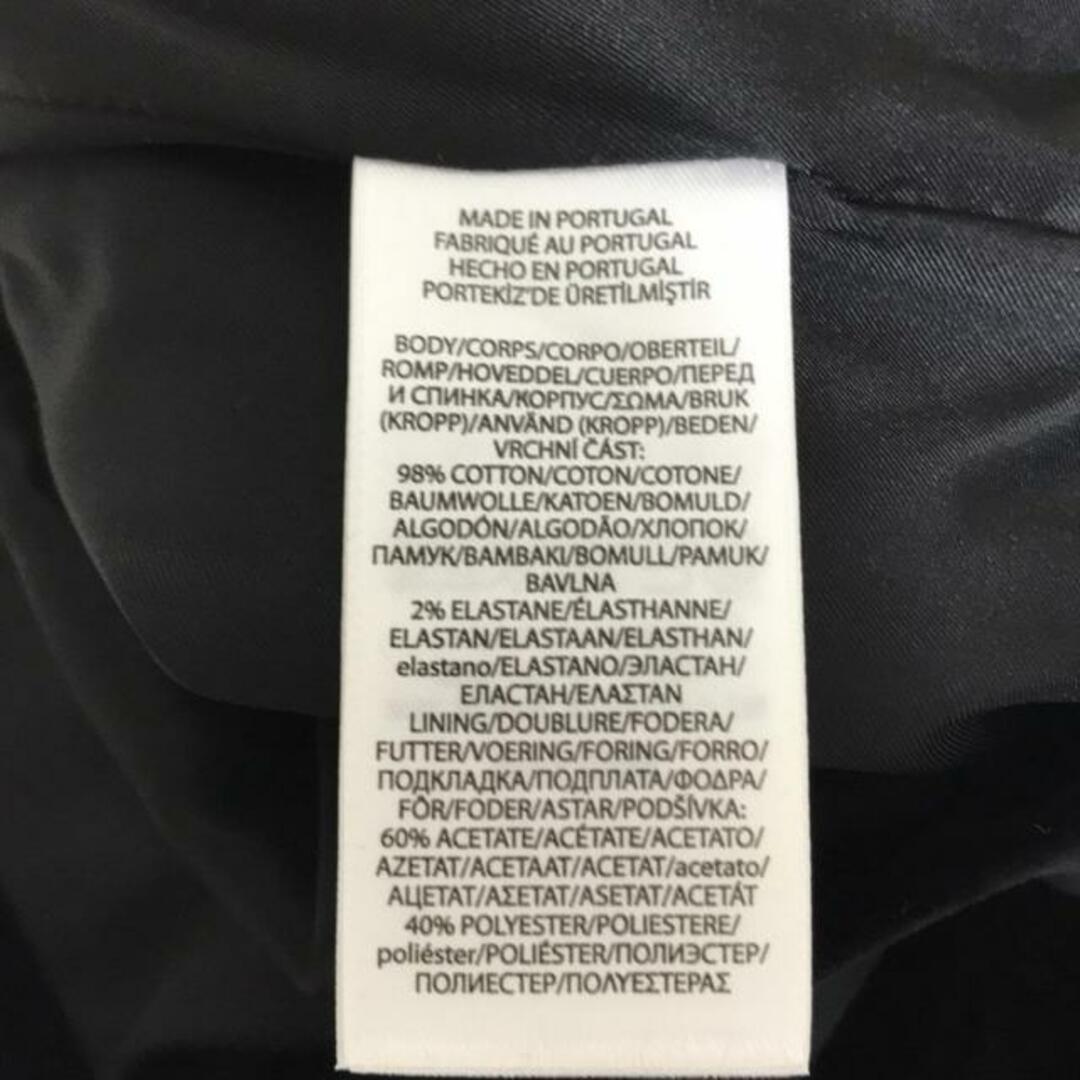 MADE IN PORTUGAL
FABRIQUÉ AU PORTUGAL
HECHO EN PORTUGAL
PORTEKİZ'DE ÜRETİLMİŞTİR
BODY/CORPS/CORPO/OBERTEIL/
ROMP/HOVEDDEL/CUERPO/ПЕРЕД
И СПИНКА/КОРПУС/ΣΩΜΑ/BRUK
(KROPP)/ANVÄND (KROPP)/BEDEN/
VRCHNÍ ČÁST:
98% COTTON/COTON/COTONE/
BAUMWOLLE/KATOEN/BOMULD/
ALGODÓN/ALGODÃO/ХЛОПОК/
ПАМУК/ΒΑΜΒΑΚΙ/BOMULL/PAMUK/
BAVLNA
2% ELASTANE/ÉLASTHANNE/
ELASTAN/ELASTAAN/ELASTHAN/
elastano/ELASTANO/ЭЛАСТАН/
ЕЛАСТАН/ΕΛΑΣΤΑΝ
LINING/DOUBLURE/FODERA/
FUTTER/VOERING/FORING/FORRO/
ПОДКЛАДКА/ПОДПЛАТА/ΦΟΔΡΑ/
FÔR/FODER/ASTAR/PODŠÍVKA:
60% ACETATE/ACÉTATE/ACETATO/
AZETAT/ACETAAT/ACETAT/acetato/
АЦЕТАТ/ΑΣΕΤΑΤ/ASETAT/ACETÁT
40% POLYESTER/POLIESTERE/
poliéster/POLIÉSTER/ПОЛИЭСТЕР/
ПОЛИЕСТЕР/ΠΟΛΥΕΣΤΕΡΑΣ